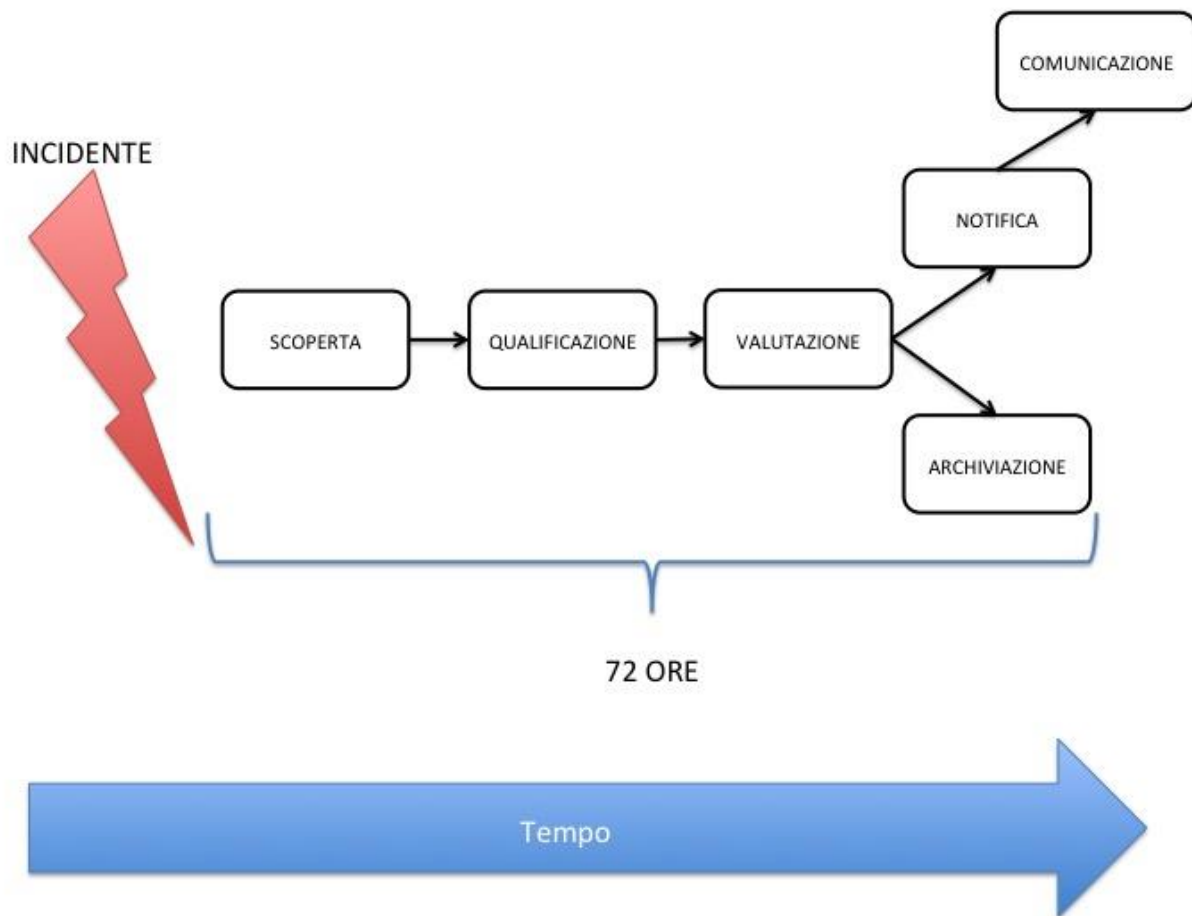 COMUNICAZIONE
INCIDENTE
NOTIFICA
SCOPERTA
QUALIFICAZIONE
VALUTAZIONE
ARCHIVIAZIONE
72 ORE
Tempo